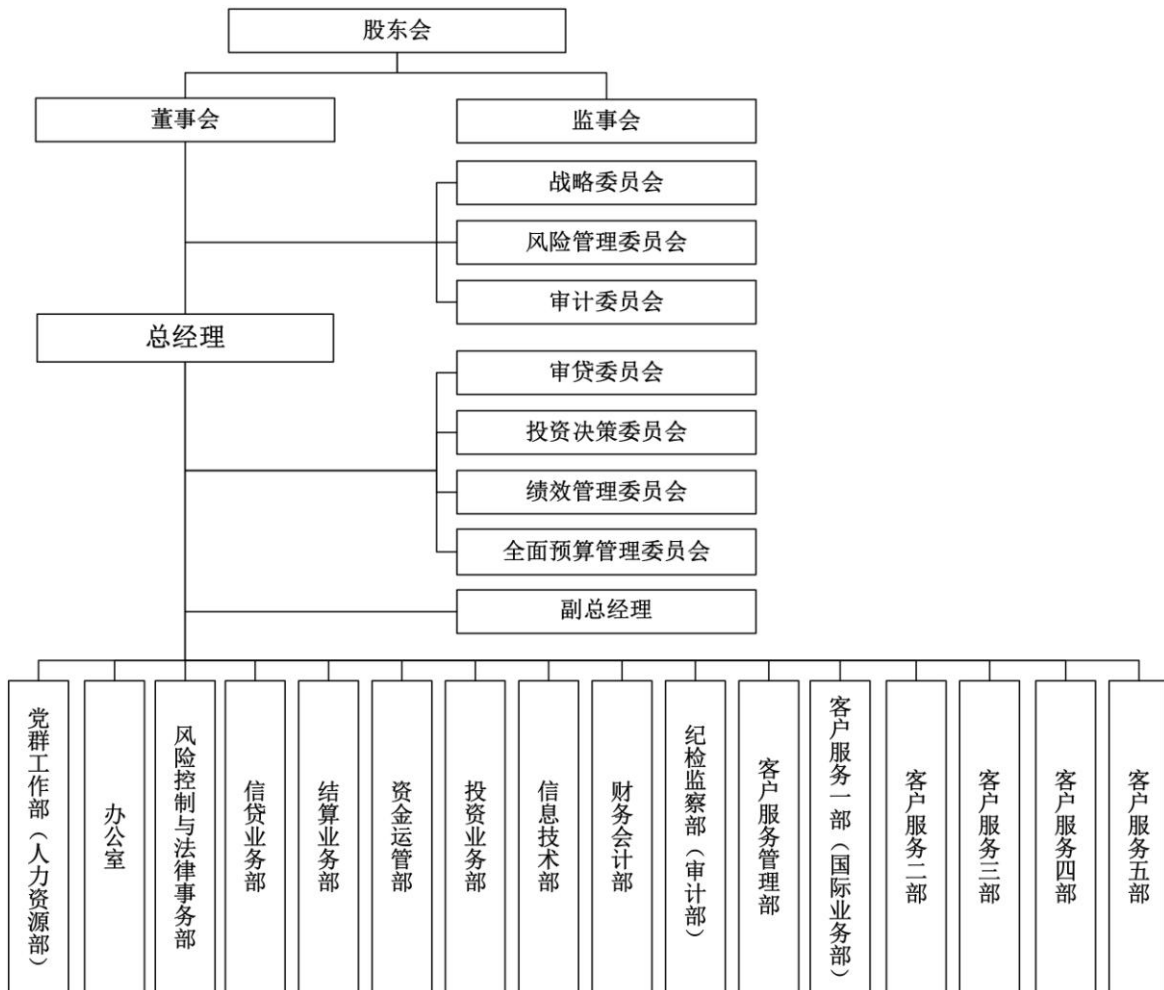 股东会
董事会
监事会
战略委员会
风险管理委员会
审计委员会
总经理
审贷委员会
投资决策委员会
绩效管理委员会
全面预算管理委员会
副总经理
党群工作部（人力资源部）
办公室
风险控制与法律事务部
信贷业务部
结算业务部
资金运管部
投资业务部
信息技术部
财务会计部
纪检监察部（审计部）
客户服务管理部
客户服务一部（国际业务部）
客户服务二部
客户服务三部
客户服务四部
客户服务五部